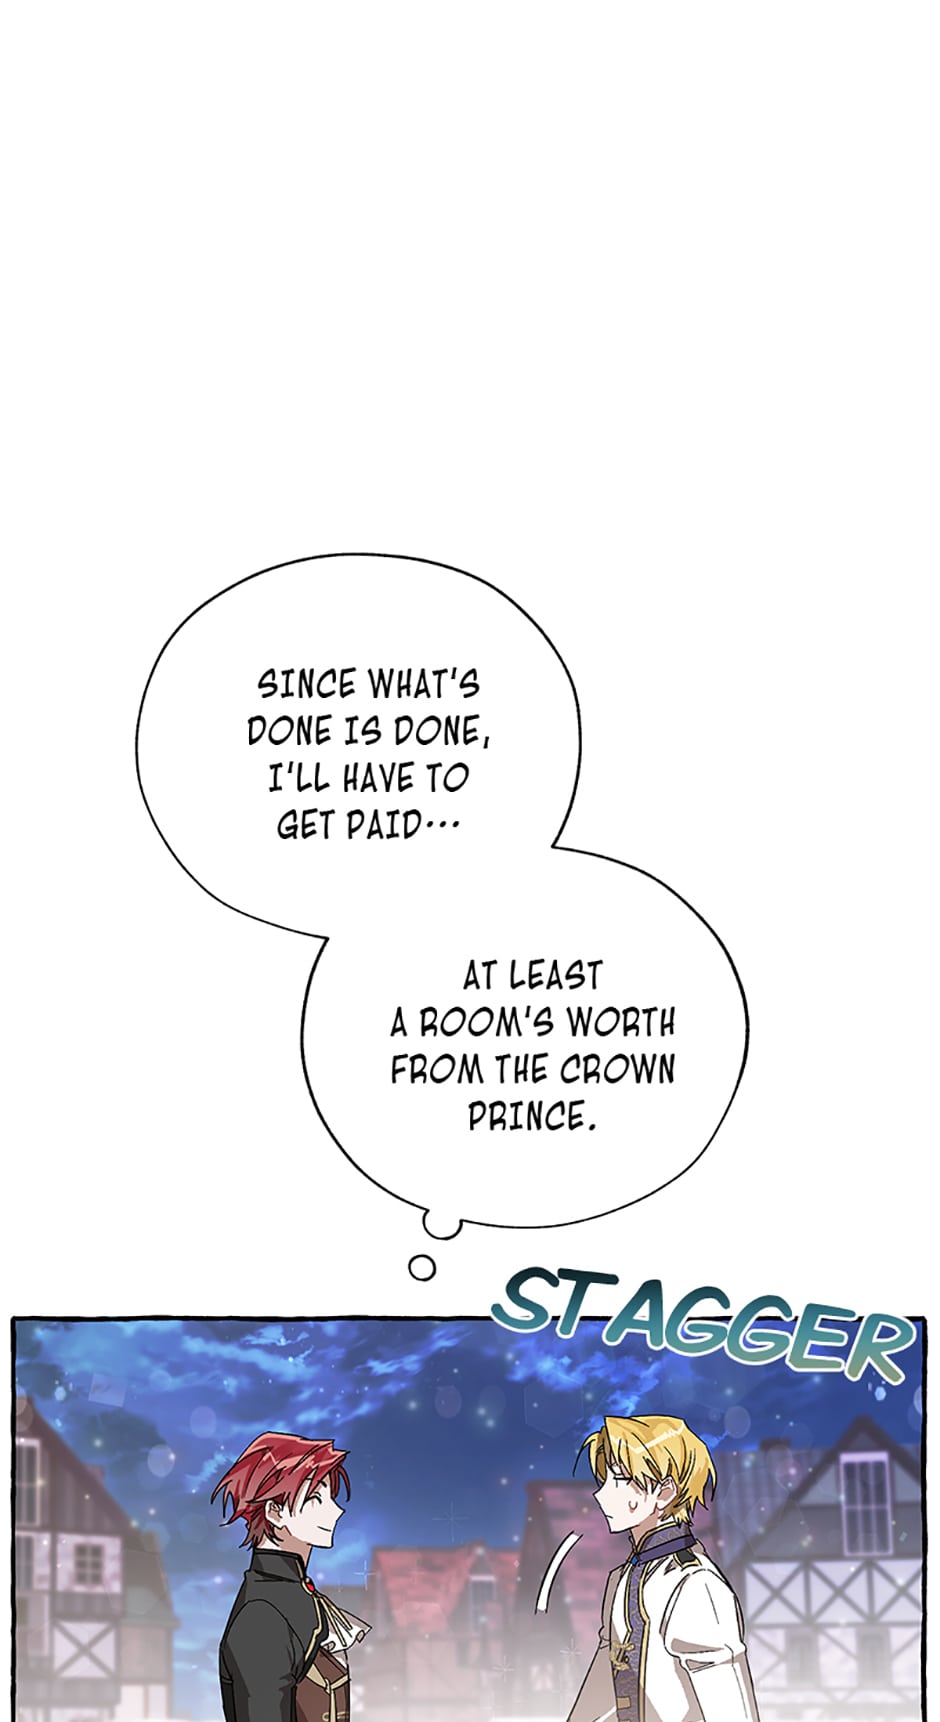 SINCE WHAT'S
DONE IS DONE,
I'LL HAVE TO
GET PAID...
AT LEAST
A ROOM'S WORTH
FROM THE CROWN
PRINCE.
STAGGER